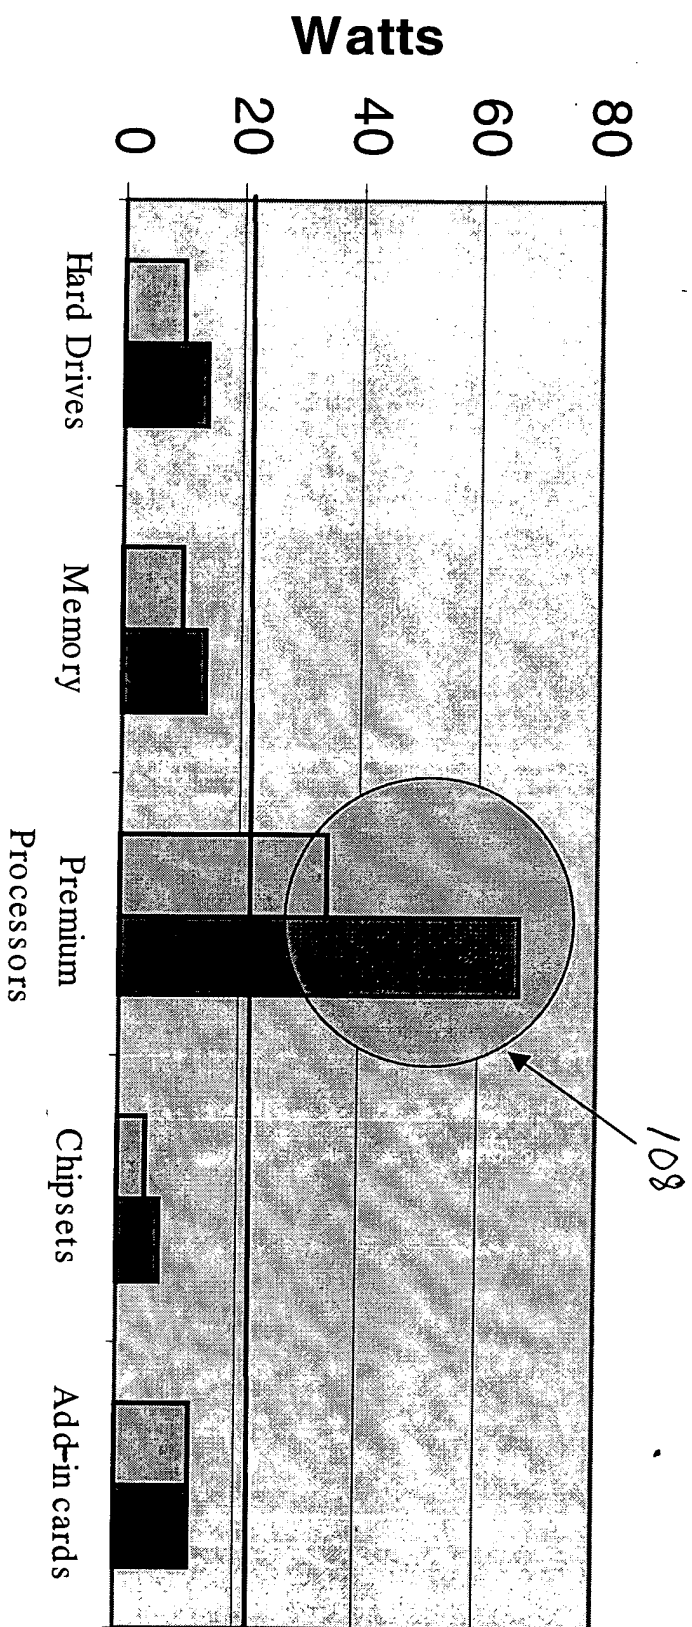 Watts
80
60
40
20
0
Hard Drives
Memory
Premium
Processors
Chipsets
Add-in cards
108